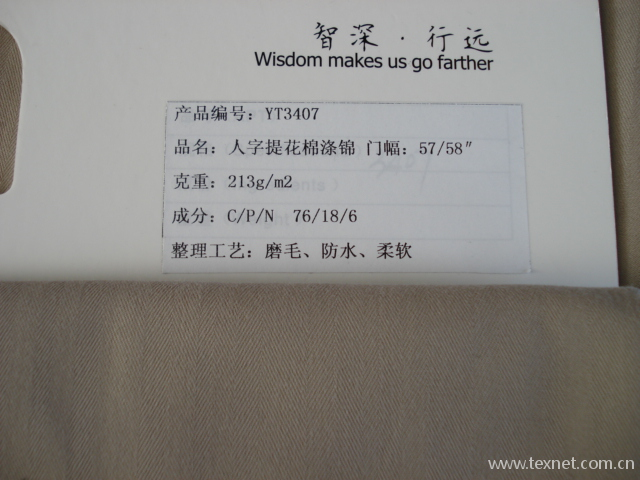 智深·行远
Wisdom makes us go farther
产品编号：YT3407
品名：人字提花棉涤锦 门幅：57/58″
克重：213g/m2
成分：C/P/N 76/18/6
整理工艺：磨毛、防水、柔软
www.texnet.com.cn